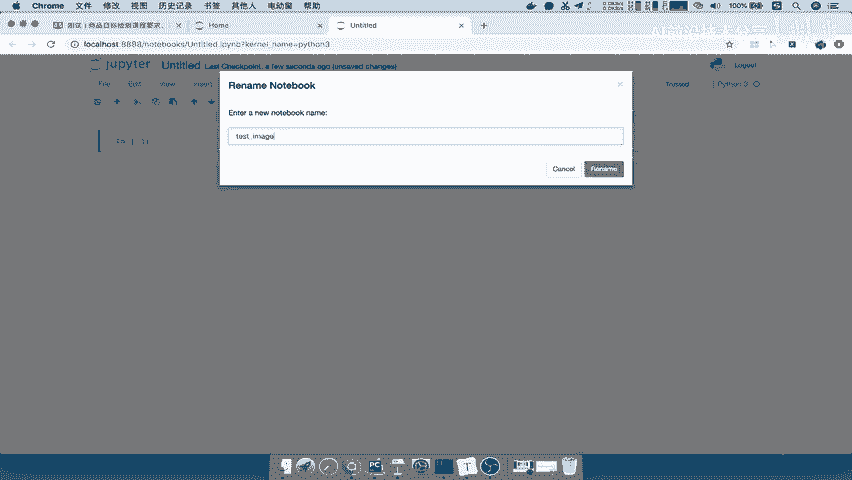 Chrome 文件 修改 视图 历史记录 书签 其他人 电动窗 帮助 100%
Home Untitled
localhost:8888/notebooks/Untitled.ipynb?kernel_name=python3
jupyter Untitled Last Checkpoint: a few seconds ago (unsaved changes) Logout
File Edit View Insert Trusted Python 3
Rename Notebook
Enter a new notebook name:
test_image
Cancel Rename